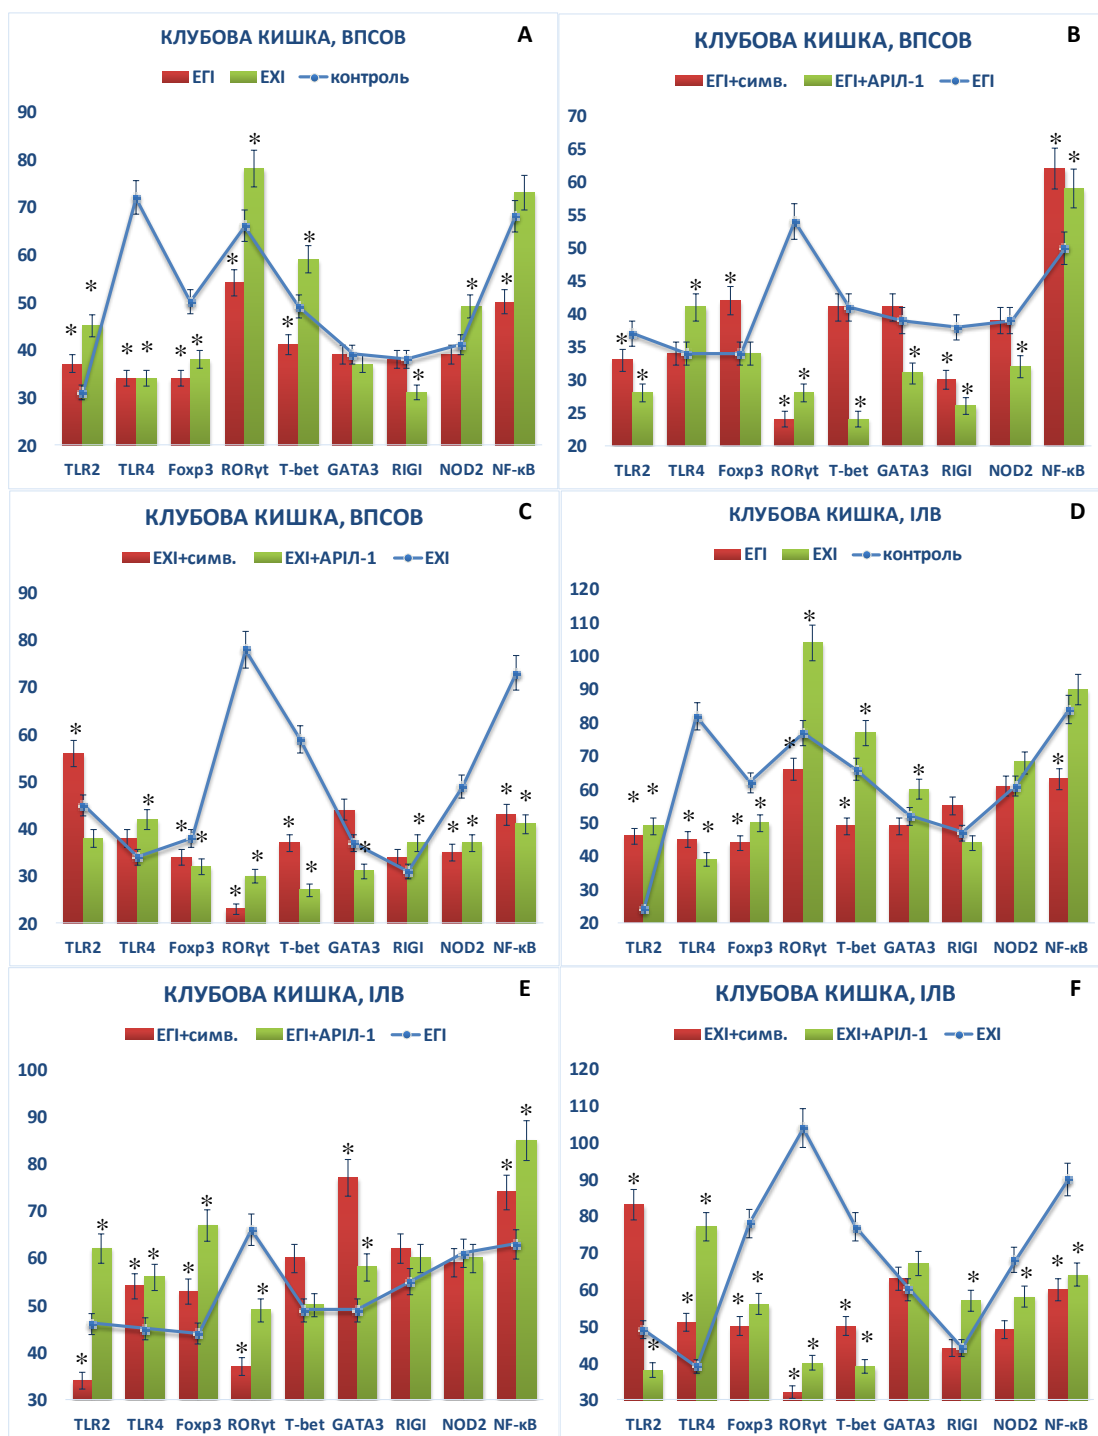 КЛУБОВА КИШКА, ВПСОВ A
ЕГІ ЕХІ контроль
90
80
70
60
50
40
30
20
* * * * * * * * * * * * *
TLR2 TLR4 Foxp3 RORγt T-bet GATA3 RIGI NOD2 NF-κB
КЛУБОВА КИШКА, ВПСОВ B
ЕГІ+симв. ЕГІ+АРІЛ-1 ЕГІ
70
65
60
55
50
45
40
35
30
25
20
* * * * * * * * * * * * *
TLR2 TLR4 Foxp3 RORγt T-bet GATA3 RIGI NOD2 NF-κB
КЛУБОВА КИШКА, ВПСОВ C
ЕХІ+симв. ЕХІ+АРІЛ-1 ЕХІ
90
80
70
60
50
40
30
20
* * * * * * * * * * * * * *
TLR2 TLR4 Foxp3 RORγt T-bet GATA3 RIGI NOD2 NF-κB
КЛУБОВА КИШКА, ІЛВ D
ЕГІ ЕХІ контроль
120
110
100
90
80
70
60
50
40
30
20
* * * * * * * * * * * *
TLR2 TLR4 Foxp3 RORγt T-bet GATA3 RIGI NOD2 NF-κB
КЛУБОВА КИШКА, ІЛВ E
ЕГІ+симв. ЕГІ+АРІЛ-1 ЕГІ
100
90
80
70
60
50
40
30
* * * * * * * * * * * *
TLR2 TLR4 Foxp3 RORγt T-bet GATA3 RIGI NOD2 NF-κB
КЛУБОВА КИШКА, ІЛВ F
ЕХІ+симв. ЕХІ+АРІЛ-1 ЕХІ
120
110
100
90
80
70
60
50
40
30
* * * * * * * * * * * * * *
TLR2 TLR4 Foxp3 RORγt T-bet GATA3 RIGI NOD2 NF-κB